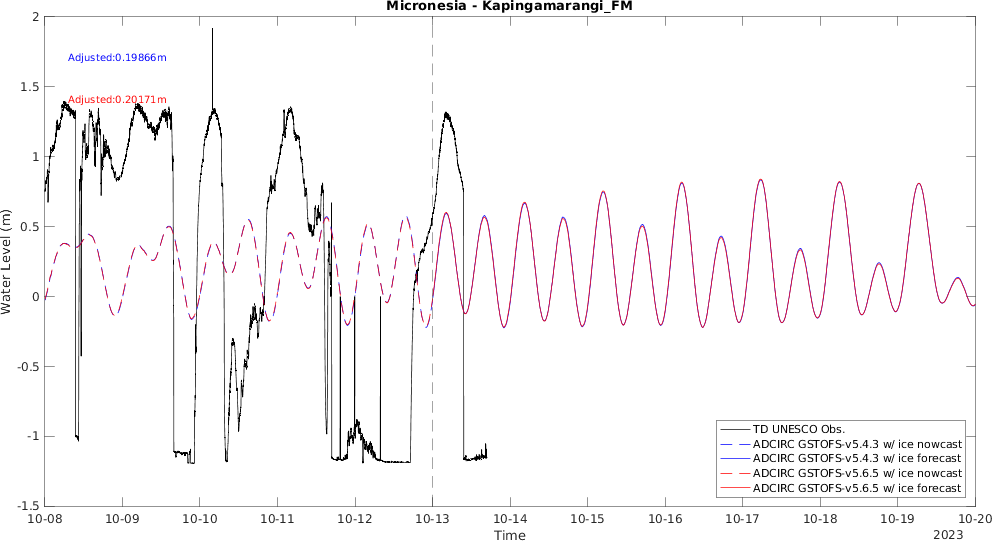 Micronesia - Kapingamarangi_FM
2
1.5
1
0.5
0
-0.5
-1
-1.5
Water Level (m)
Adjusted:0.19866m
Adjusted:0.20171m
TD UNESCO Obs.
ADCIRC GSTOFS-v5.4.3 w/ ice nowcast
ADCIRC GSTOFS-v5.4.3 w/ ice forecast
ADCIRC GSTOFS-v5.6.5 w/ ice nowcast
ADCIRC GSTOFS-v5.6.5 w/ ice forecast
10-08 10-09 10-10 10-11 10-12 10-13 10-14 10-15 10-16 10-17 10-18 10-19 10-20
Time
2023